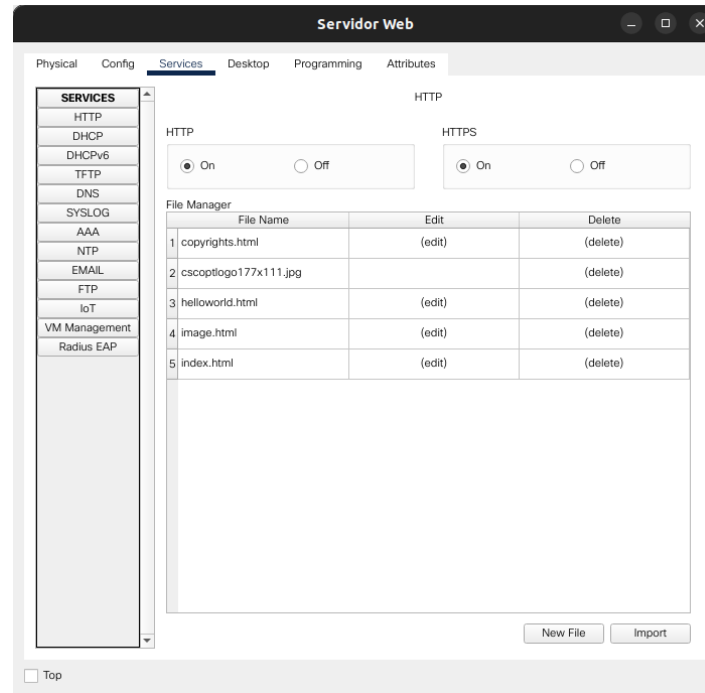 Servidor Web
Physical Config Services Desktop Programming Attributes
SERVICES
HTTP
DHCP
DHCPv6
TFTP
DNS
SYSLOG
AAA
NTP
EMAIL
FTP
IoT
VM Management
Radius EAP
HTTP
HTTP HTTPS
On Off On Off
File Manager
File Name Edit Delete
1 copyrights.html (edit) (delete)
2 cscoptlogo177x111.jpg (delete)
3 helloworld.html (edit) (delete)
4 image.html (edit) (delete)
5 index.html (edit) (delete)
New File Import
Top